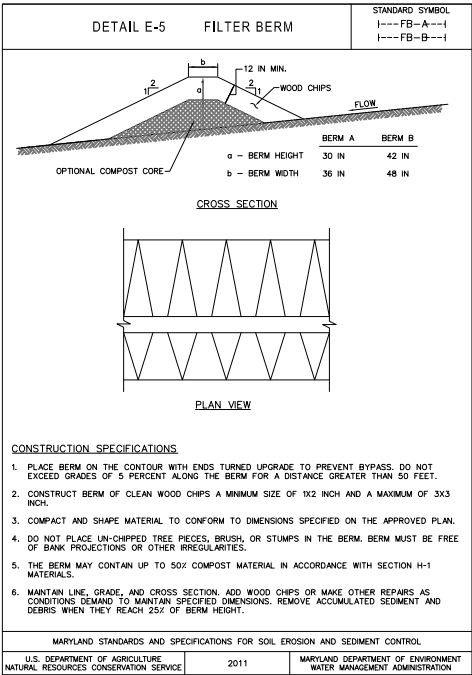 DETAIL E-5 FILTER BERM
STANDARD SYMBOL
|---FB-A---|
|---FB-B---|
b
12 IN MIN.
2
1
a
2
1
WOOD CHIPS
FLOW
OPTIONAL COMPOST CORE
BERM A BERM B
a - BERM HEIGHT 30 IN 42 IN
b - BERM WIDTH 36 IN 48 IN
CROSS SECTION
PLAN VIEW
CONSTRUCTION SPECIFICATIONS
1. PLACE BERM ON THE CONTOUR WITH ENDS TURNED UPGRADE TO PREVENT BYPASS. DO NOT
EXCEED GRADES OF 5 PERCENT ALONG THE BERM FOR A DISTANCE GREATER THAN 50 FEET.
2. CONSTRUCT BERM OF CLEAN WOOD CHIPS A MINIMUM SIZE OF 1X2 INCH AND A MAXIMUM OF 3X3
INCH.
3. COMPACT AND SHAPE MATERIAL TO CONFORM TO DIMENSIONS SPECIFIED ON THE APPROVED PLAN.
4. DO NOT PLACE UN-CHIPPED TREE PIECES, BRUSH, OR STUMPS IN THE BERM. BERM MUST BE FREE
OF BANK PROJECTIONS OR OTHER IRREGULARITIES.
5. THE BERM MAY CONTAIN UP TO 50% COMPOST MATERIAL IN ACCORDANCE WITH SECTION H-1
MATERIALS.
6. MAINTAIN LINE, GRADE, AND CROSS SECTION. ADD WOOD CHIPS OR MAKE OTHER REPAIRS AS
CONDITIONS DEMAND TO MAINTAIN SPECIFIED DIMENSIONS. REMOVE ACCUMULATED SEDIMENT AND
DEBRIS WHEN THEY REACH 25% OF BERM HEIGHT.
MARYLAND STANDARDS AND SPECIFICATIONS FOR SOIL EROSION AND SEDIMENT CONTROL
U.S. DEPARTMENT OF AGRICULTURE
NATURAL RESOURCES CONSERVATION SERVICE
2011
MARYLAND DEPARTMENT OF ENVIRONMENT
WATER MANAGEMENT ADMINISTRATION